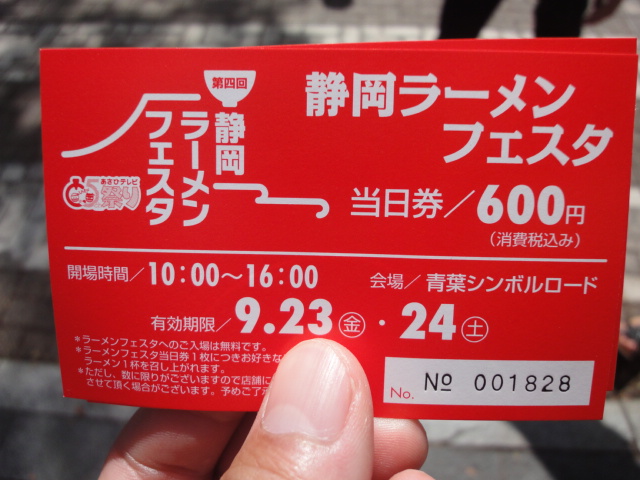 第四回
静岡
ラーメン
フェスタ
あさひテレビ
祭り
静岡ラーメン
フェスタ
当日券／600円
(消費税込み)
開場時間／10:00～16:00
会場／青葉シンボルロード
有効期限／9.23㊎・24㊏
*ラーメンフェスタへのご入場は無料です。
*ラーメンフェスタ当日券1枚につきお好きな
ラーメン1杯を召し上がれます。
*ただし、数に限りがございますので店舗に
させて頂く場合がございます。予めご了
No. № 001828